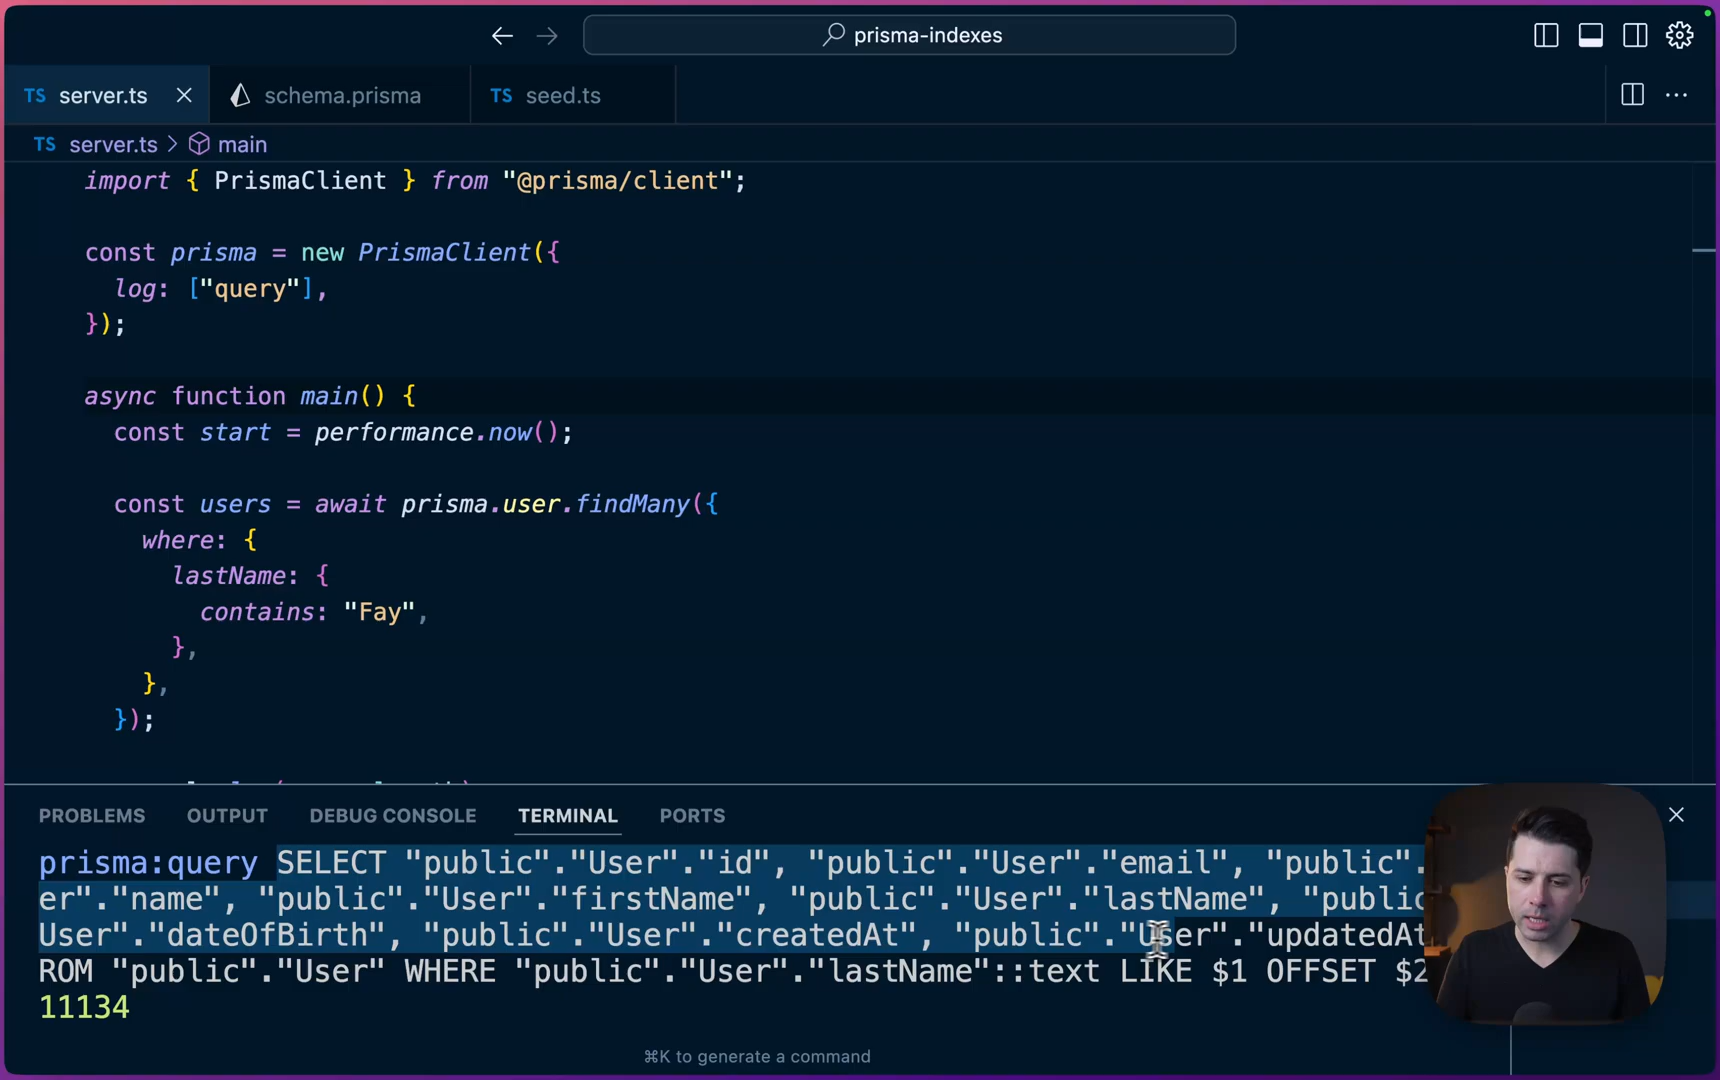 prisma-indexes
TS server.ts
schema.prisma
TS seed.ts
TS server.ts > main
import { PrismaClient } from "@prisma/client";
const prisma = new PrismaClient({
log: ["query"],
});
async function main() {
const start = performance.now();
const users = await prisma.user.findMany({
where: {
lastName: {
contains: "Fay",
},
},
});
PROBLEMS OUTPUT DEBUG CONSOLE TERMINAL PORTS
prisma:query SELECT "public"."User"."id", "public"."User"."email", "public".
er"."name", "public"."User"."firstName", "public"."User"."lastName", "public
User"."dateOfBirth", "public"."User"."createdAt", "public"."User"."updatedAt
ROM "public"."User" WHERE "public"."User"."lastName"::text LIKE $1 OFFSET $2
11134
⌘K to generate a command